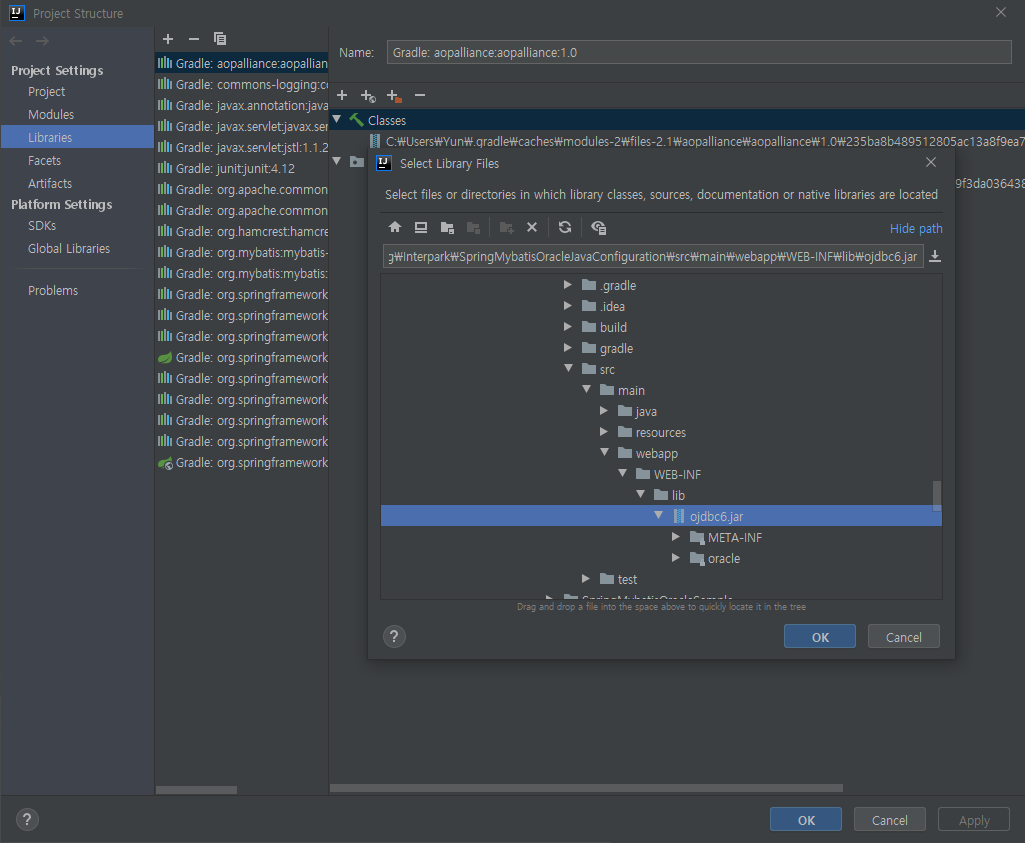 Project Structure
Project Settings
Project
Modules
Libraries
Facets
Artifacts
Platform Settings
SDKs
Global Libraries
Problems
Gradle: aopalliance:aopallian
Gradle: commons-logging:co
Gradle: javax.annotation:java
Gradle: javax.servlet:javax.ser
Gradle: javax.servlet:jstl:1.1.2
Gradle: junit:junit:4.12
Gradle: org.apache.common
Gradle: org.apache.common
Gradle: org.hamcrest:hamcre
Gradle: org.mybatis:mybatis-
Gradle: org.mybatis:mybatis:
Gradle: org.springframework
Gradle: org.springframework
Gradle: org.springframework
Gradle: org.springframework
Gradle: org.springframework
Gradle: org.springframework
Gradle: org.springframework
Gradle: org.springframework
Gradle: org.springframework
Name: Gradle: aopalliance:aopalliance:1.0
Classes
C:₩Users₩Yun₩.gradle₩caches₩modules-2₩files-2.1₩aopalliance₩aopalliance₩1.0₩235ba8b489512805ac13a8f9ea7
9f3da036438
Select Library Files
Select files or directories in which library classes, sources, documentation or native libraries are located
Hide path
g₩Interpark₩SpringMybatisOracleJavaConfiguration₩src₩main₩webapp₩WEB-INF₩lib₩ojdbc6.jar
.gradle
.idea
build
gradle
src
main
java
resources
webapp
WEB-INF
lib
ojdbc6.jar
META-INF
oracle
test
SpringMybatisOracleSample
Drag and drop a file into the space above to quickly locate it in the tree
? OK Cancel
? OK Cancel Apply